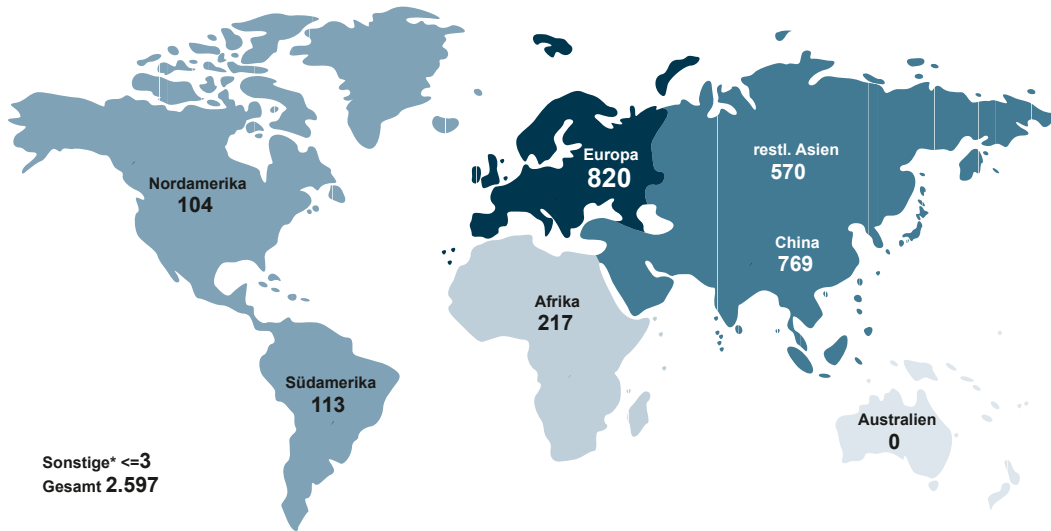 Europa
820
restl. Asien
570
Nordamerika
104
China
769
Afrika
217
Südamerika
113
Australien
0
Sonstige* <=3
Gesamt 2.597